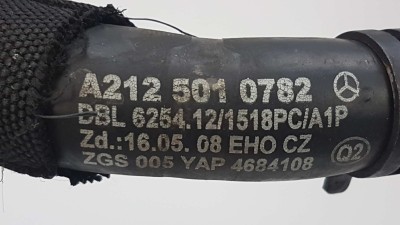 A212 501 0782
DBL 6254.12/1518PC/A1P
Zd.:16.05.08 EHO CZ
ZGS 005 YAP 4684108
Q2